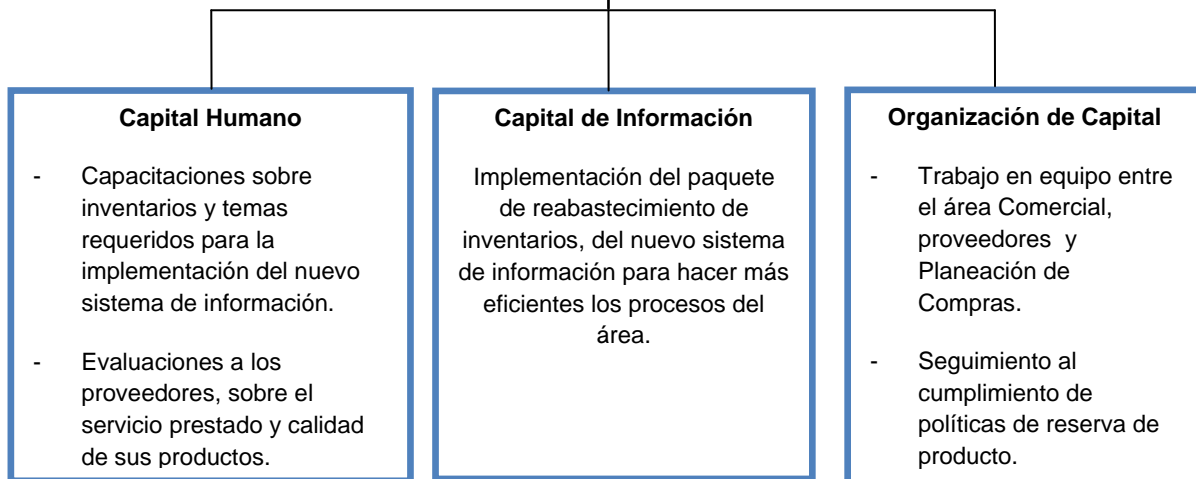 Capital Humano
- Capacitaciones sobre
inventarios y temas
requeridos para la
implementación del nuevo
sistema de información.
- Evaluaciones a los
proveedores, sobre el
servicio prestado y calidad
de sus productos.
Capital de Información
Implementación del paquete
de reabastecimiento de
inventarios, del nuevo sistema
de información para hacer más
eficientes los procesos del
área.
Organización de Capital
- Trabajo en equipo entre
el área Comercial,
proveedores y
Planeación de
Compras.
- Seguimiento al
cumplimiento de
políticas de reserva de
producto.